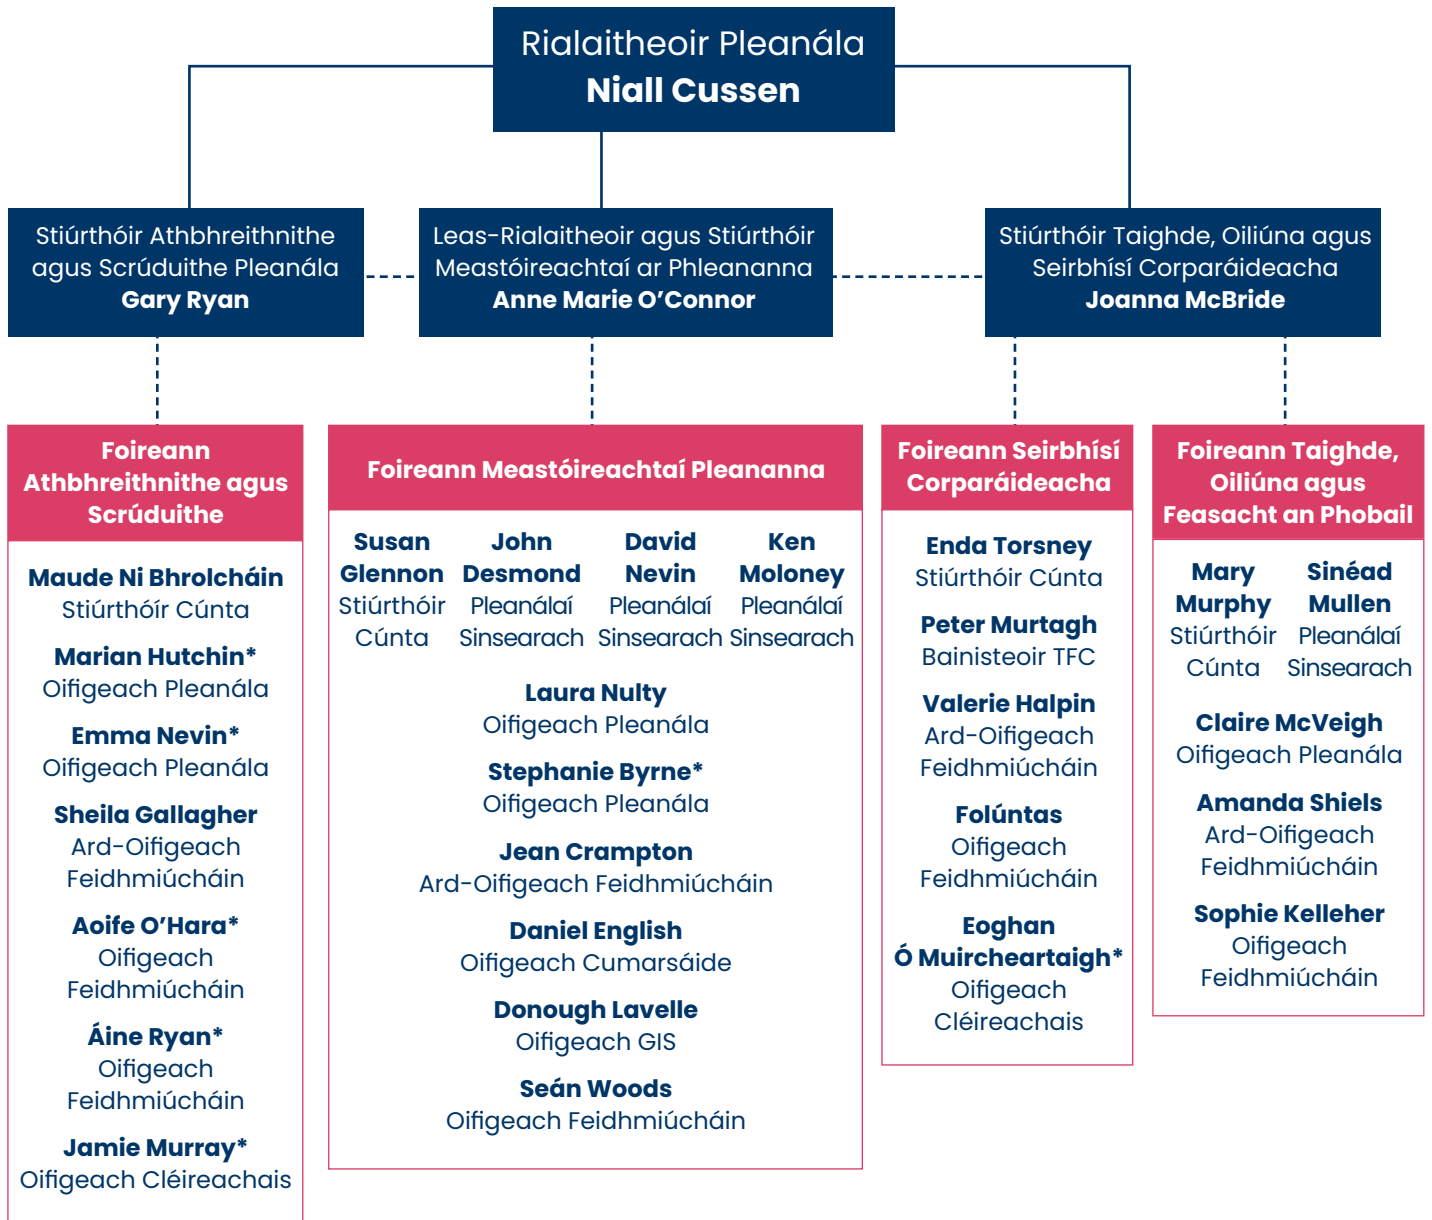 Rialaitheoir Pleanála
Niall Cussen
Stiúrthóir Athbhreithnithe
agus Scrúduithe Pleanála
Gary Ryan
Leas-Rialaitheoir agus Stiúrthóir
Meastóireachtaí ar Phleananna
Anne Marie O’Connor
Stiúrthóir Taighde, Oiliúna agus
Seirbhísí Corparáideacha
Joanna McBride
Foireann
Athbhreithnithe agus
Scrúduithe
Maude Ni Bhrolcháin
Stiúrthóír Cúnta
Marian Hutchin*
Oifigeach Pleanála
Emma Nevin*
Oifigeach Pleanála
Sheila Gallagher
Ard-Oifigeach
Feidhmiúcháin
Aoife O’Hara*
Oifigeach
Feidhmiúcháin
Áine Ryan*
Oifigeach
Feidhmiúcháin
Jamie Murray*
Oifigeach Cléireachais
Foireann Meastóireachtaí Pleananna
Susan
Glennon
Stiúrthóir
Cúnta
John
Desmond
Pleanálaí
Sinsearach
David
Nevin
Pleanálaí
Sinsearach
Ken
Moloney
Pleanálaí
Sinsearach
Laura Nulty
Oifigeach Pleanála
Stephanie Byrne*
Oifigeach Pleanála
Jean Crampton
Ard-Oifigeach Feidhmiúcháin
Daniel English
Oifigeach Cumarsáide
Donough Lavelle
Oifigeach GIS
Seán Woods
Oifigeach Feidhmiúcháin
Foireann Seirbhísí
Corparáideacha
Enda Torsney
Stiúrthóir Cúnta
Peter Murtagh
Bainisteoir TFC
Valerie Halpin
Ard-Oifigeach
Feidhmiúcháin
Folúntas
Oifigeach
Feidhmiúcháin
Eoghan
Ó Muircheartaigh*
Oifigeach
Cléireachais
Foireann Taighde,
Oiliúna agus
Feasacht an Phobail
Mary
Murphy
Stiúrthóir
Cúnta
Sinéad
Mullen
Pleanálaí
Sinsearach
Claire McVeigh
Oifigeach Pleanála
Amanda Shiels
Ard-Oifigeach
Feidhmiúcháin
Sophie Kelleher
Oifigeach
Feidhmiúcháin